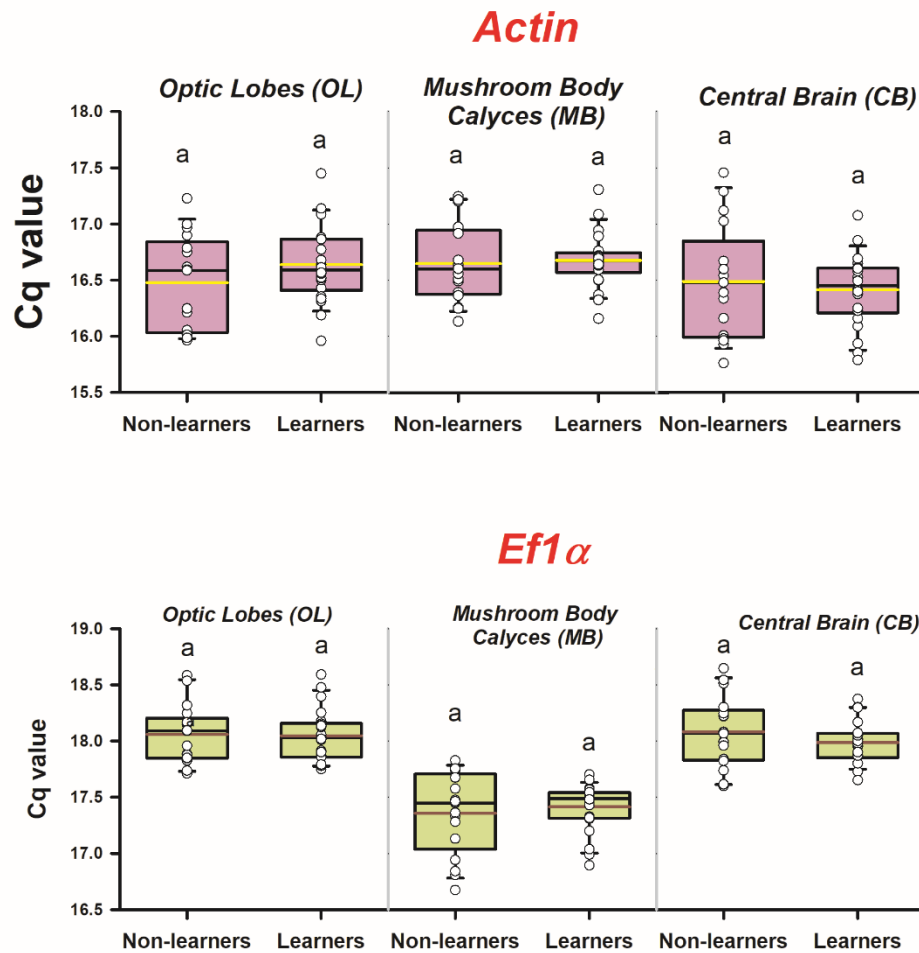 Actin
Optic Lobes (OL)
Mushroom Body
Calyces (MB)
Central Brain (CB)
Cq value
18.0
17.5
17.0
16.5
16.0
15.5
a
a
a
a
a
a
Non-learners
Learners
Non-learners
Learners
Non-learners
Learners
Ef1α
Optic Lobes (OL)
Mushroom Body
Calyces (MB)
Central Brain (CB)
Cq value
19.0
18.5
18.0
17.5
17.0
16.5
a
a
a
a
a
a
a
Non-learners
Learners
Non-learners
Learners
Non-learners
Learners